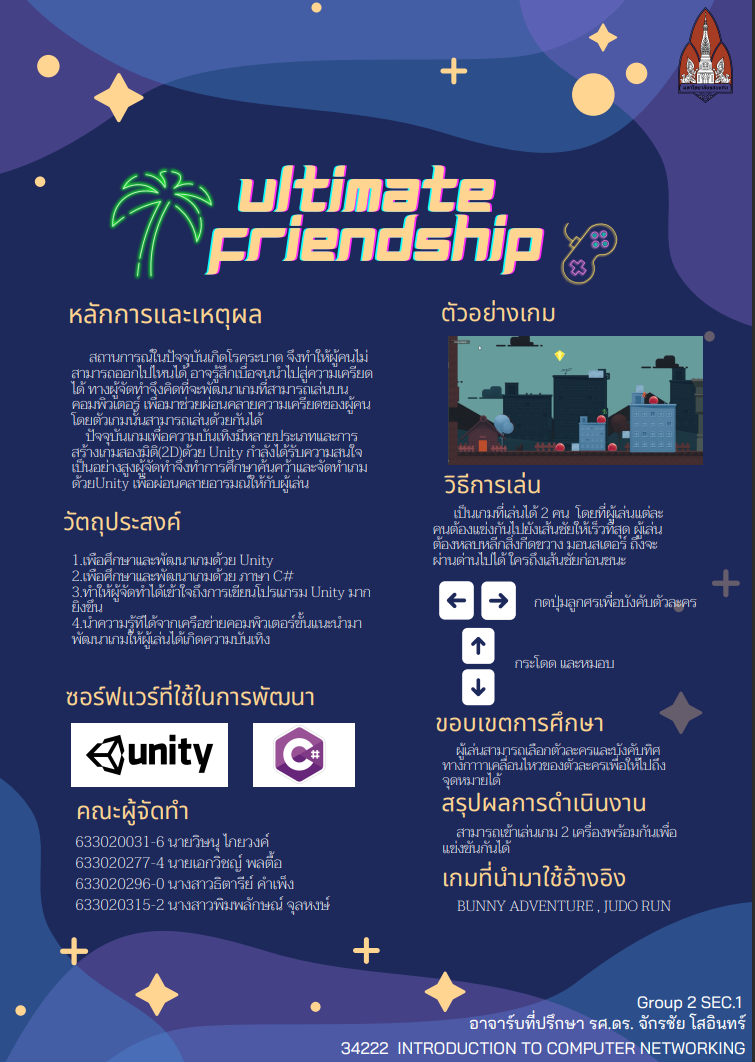 มหาวิทยาลัยขอนแก่น
ultimate
friendship
หลักการและเหตุผล
สถานการณ์ในปัจจุบันเกิดโรคระบาด จึงทำให้ผู้คนไม่
สามารถออกไปไหนได้ อาจรู้สึกเบื่อจนนำไปสู่ความเครียด
ได้ ทางผู้จัดทำจึงคิดที่จะพัฒนาเกมที่สามารถเล่นบน
คอมพิวเตอร์ เพื่อมาช่วยผ่อนคลายความเครียดของผู้คน
โดยตัวเกมนั้นสามารถเล่นด้วยกันได้
ปัจจุบันเกมเพื่อความบันเทิงมีหลายประเภทและการ
สร้างเกมสองมิติ(2D)ด้วย Unity กำลังได้รับความสนใจ
เป็นอย่างสูงผู้จัดทำจึงทำการศึกษาค้นคว้าและจัดทำเกม
ด้วยUnity เพื่อผ่อนคลายอารมณ์ให้กับผู้เล่น
วัตถุประสงค์
1.เพื่อศึกษาและพัฒนาเกมด้วย Unity
2.เพื่อศึกษาและพัฒนาเกมด้วย ภาษา C#
3.ทำให้ผู้จัดทำได้เข้าใจถึงการเขียนโปรแกรม Unity มาก
ยิ่งขึ้น
4.นำความรู้ที่ได้จากเครือข่ายคอมพิวเตอร์ขั้นแนะนำมา
พัฒนาเกมให้ผู้เล่นได้เกิดความบันเทิง
ซอร์ฟแวร์ที่ใช้ในการพัฒนา
unity
C#
คณะผู้จัดทำ
633020031-6 นายวิษนุ ไกยวงค์
633020277-4 นายเอกวิชญ์ พลตื้อ
633020296-0 นางสาวธิตารีย์ คำเพ็ง
633020315-2 นางสาวพิมพลักษณ์ จุลหงษ์
ตัวอย่างเกม
วิธีการเล่น
เป็นเกมที่เล่นได้ 2 คน โดยที่ผู้เล่นแต่ละ
คนต้องแข่งกันไปยังเส้นชัยให้เร็วที่สุด ผู้เล่น
ต้องหลบหลีกสิ่งกีดขวาง มอนสเตอร์ ถึงจะ
ผ่านด่านไปได้ ใครถึงเส้นชัยก่อนชนะ
กดปุ่มลูกศรเพื่อบังคับตัวละคร
กระโดด และหมอบ
ขอบเขตการศึกษา
ผู้เล่นสามารถเลือกตัวละครและบังคับทิศ
ทางกาาาเคลื่อนไหวของตัวละครเพื่อให้ไปถึง
จุดหมายได้
สรุปผลการดำเนินงาน
สามารถเข้าเล่นเกม 2 เครื่องพร้อมกันเพื่อ
แข่งขันกันได้
เกมที่นำมาใช้อ้างอิง
BUNNY ADVENTURE , JUDO RUN
Group 2 SEC.1
อาจาร์บที่ปรึกษา รศ.ดร. จักรชัย โสอินทร์
34222 INTRODUCTION TO COMPUTER NETWORKING